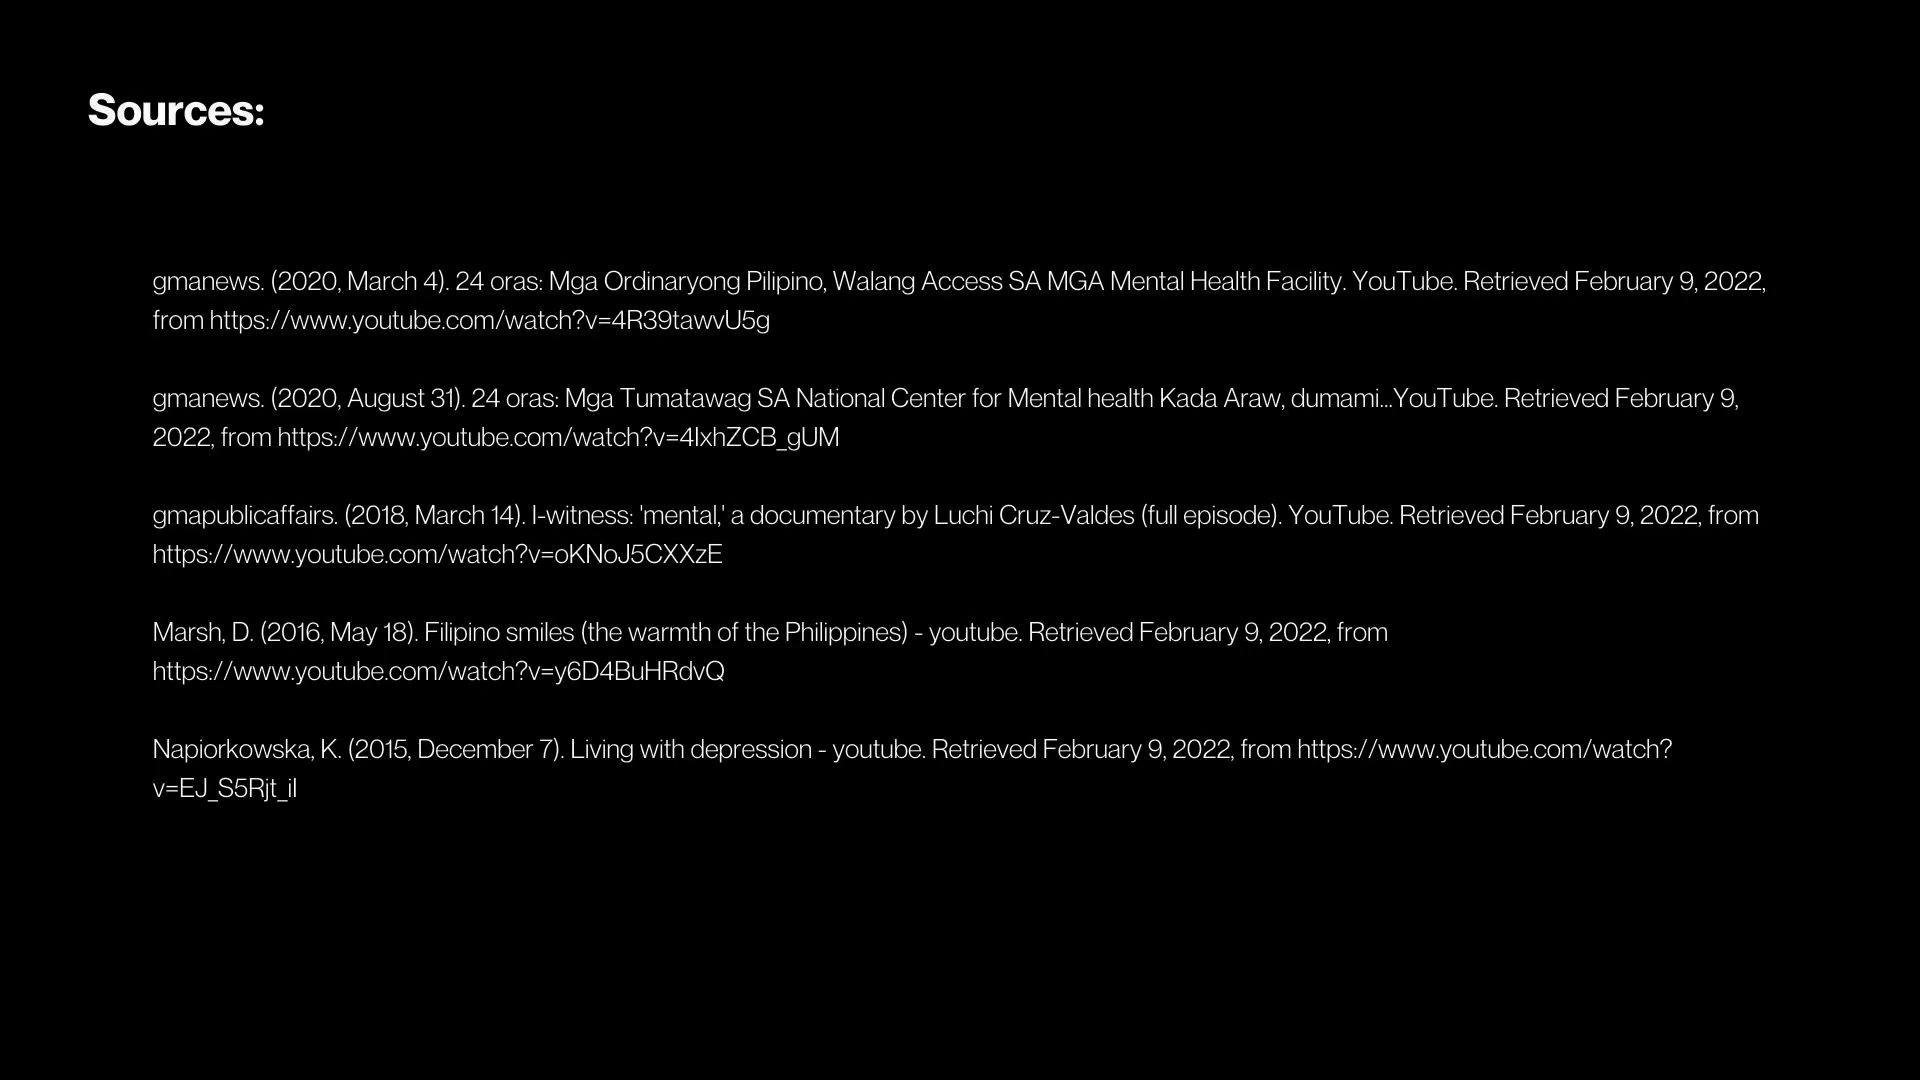 Sources:
gmanews. (2020, March 4). 24 oras: Mga Ordinaryong Pilipino, Walang Access SA MGA Mental Health Facility. YouTube. Retrieved February 9, 2022,
from https://www.youtube.com/watch?v=4R39tawvU5g
gmanews. (2020, August 31). 24 oras: Mga Tumatawag SA National Center for Mental health Kada Araw, dumami...YouTube. Retrieved February 9,
2022, from https://www.youtube.com/watch?v=4IxhZCB_gUM
gmapublicaffairs. (2018, March 14). I-witness: 'mental,' a documentary by Luchi Cruz-Valdes (full episode). YouTube. Retrieved February 9, 2022, from
https://www.youtube.com/watch?v=oKNoJ5CXXzE
Marsh, D. (2016, May 18). Filipino smiles (the warmth of the Philippines) - youtube. Retrieved February 9, 2022, from
https://www.youtube.com/watch?v=y6D4BuHRdvQ
Napiorkowska, K. (2015, December 7). Living with depression - youtube. Retrieved February 9, 2022, from https://www.youtube.com/watch?
v=EJ_S5Rjt_iI